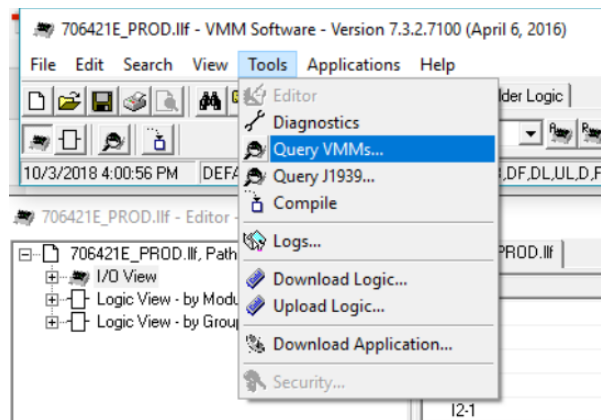 706421E_PROD.llf - VMM Software - Version 7.3.2.7100 (April 6, 2016)
File Edit Search View Tools Applications Help
Editor
Diagnostics
Query VMMs...
Query J1939...
Compile
Logs...
Download Logic...
Upload Logic...
Download Application...
Security...
der Logic
10/3/2018 4:00:56 PM DEFA ,DF,DL,UL,D,F
706421E_PROD.llf - Editor -
706421E_PROD.llf, Path PROD.llf
I/O View
Logic View - by Modu
Logic View - by Group
I2-1